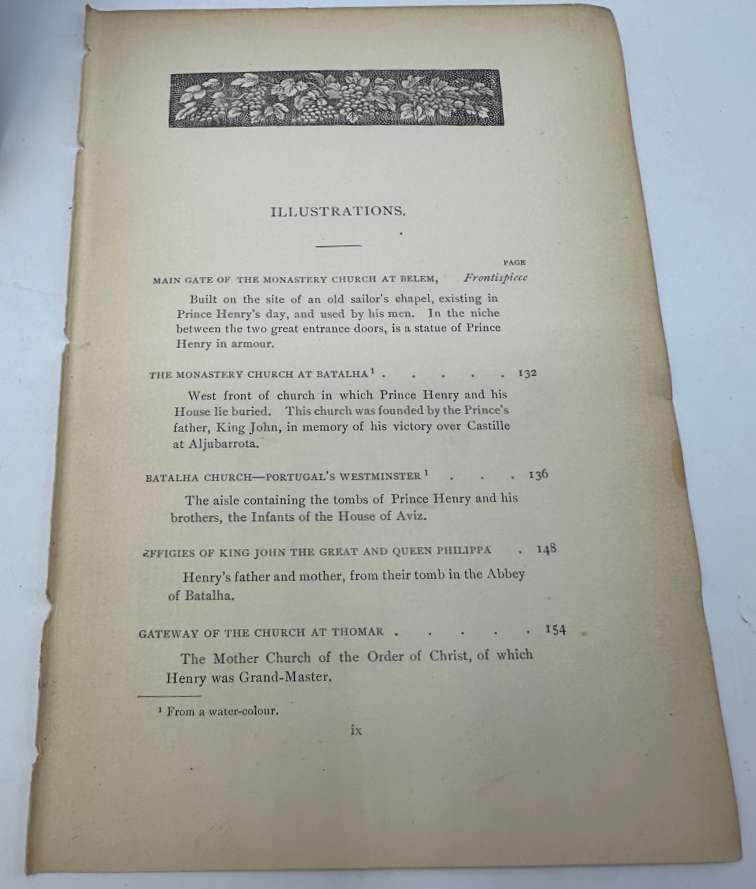 ILLUSTRATIONS.
PAGE
MAIN GATE OF THE MONASTERY CHURCH AT BELEM, Frontispiece
Built on the site of an old sailor's chapel, existing in
Prince Henry's day, and used by his men. In the niche
between the two great entrance doors, is a statue of Prince
Henry in armour.
THE MONASTERY CHURCH AT BATALHA ¹ . . . . . 132
West front of church in which Prince Henry and his
House lie buried. This church was founded by the Prince's
father, King John, in memory of his victory over Castille
at Aljubarrota.
BATALHA CHURCH—PORTUGAL'S WESTMINSTER ¹ . . . 136
The aisle containing the tombs of Prince Henry and his
brothers, the Infants of the House of Aviz.
EFFIGIES OF KING JOHN THE GREAT AND QUEEN PHILIPPA . 148
Henry's father and mother, from their tomb in the Abbey
of Batalha.
GATEWAY OF THE CHURCH AT THOMAR . . . . . 154
The Mother Church of the Order of Christ, of which
Henry was Grand-Master.
¹ From a water-colour.
ix